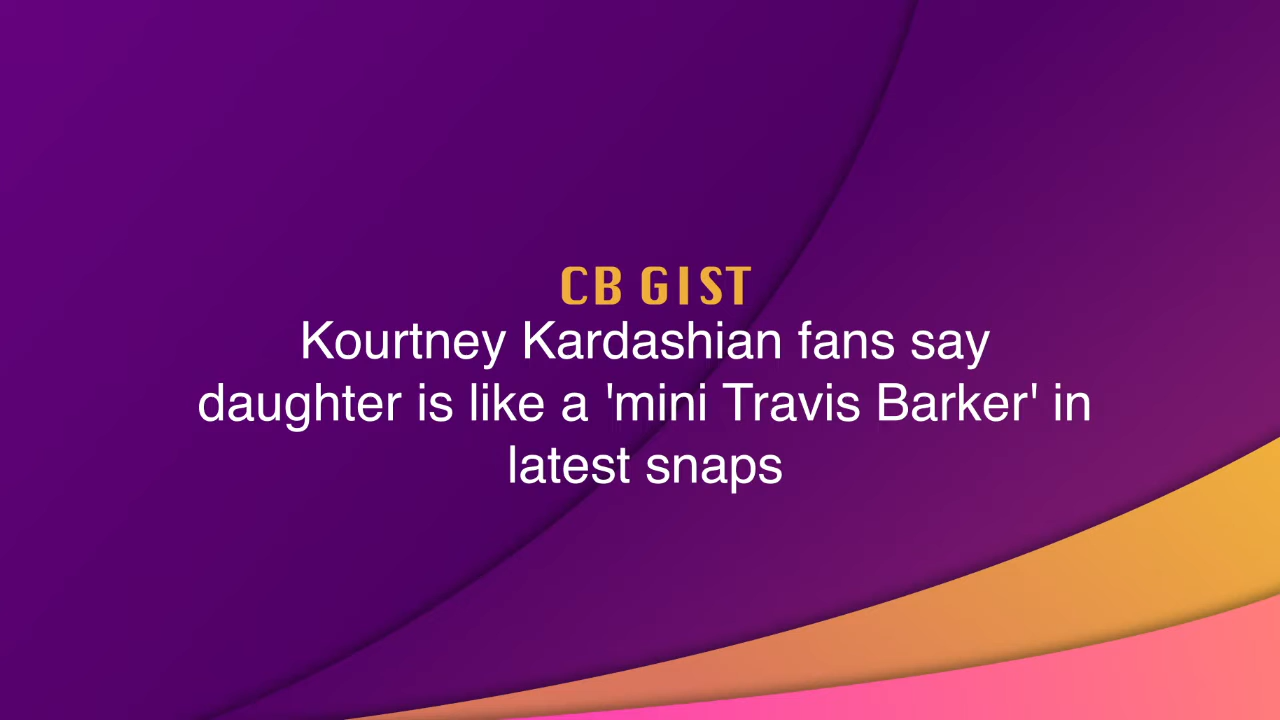 CB GIST
Kourtney Kardashian fans say
daughter is like a 'mini Travis Barker' in
latest snaps